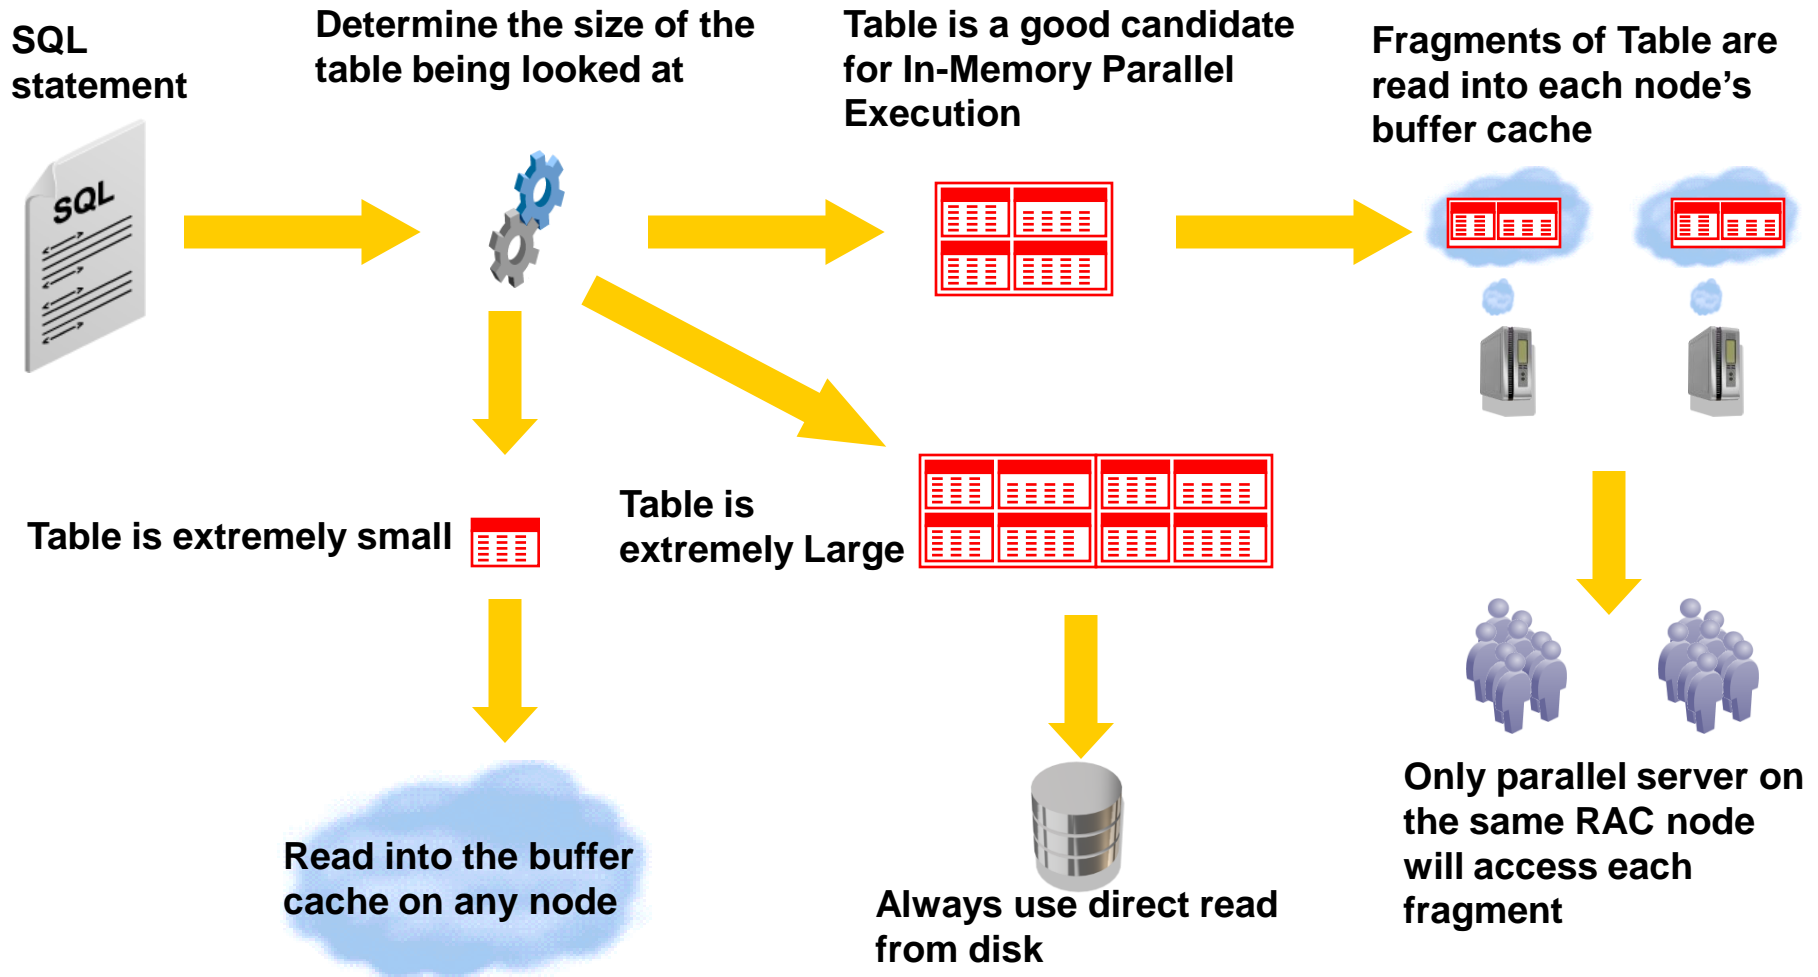 SQL
statement
Determine the size of the
table being looked at
Table is a good candidate
for In-Memory Parallel
Execution
Fragments of Table are
read into each node’s
buffer cache
SQL
Table is extremely small
Table is
extremely Large
Read into the buffer
cache on any node
Always use direct read
from disk
Only parallel server on
the same RAC node
will access each
fragment